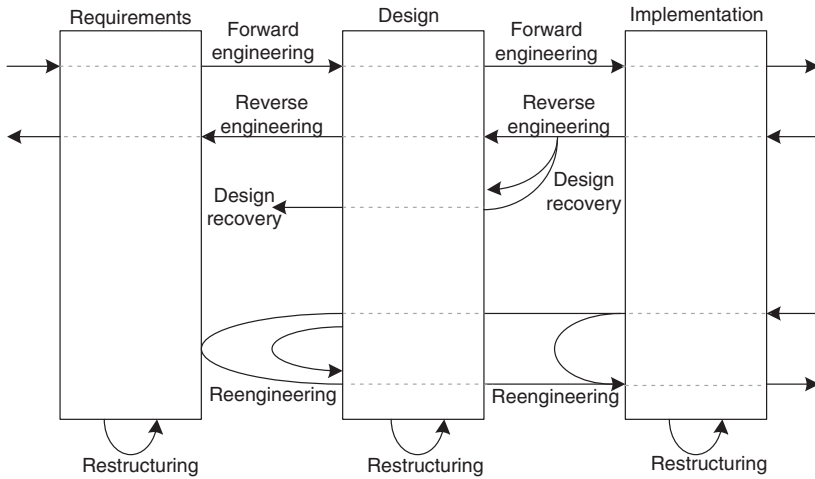 Requirements
Design
Implementation
Forward
engineering
Forward
engineering
Reverse
engineering
Reverse
engineering
Design
recovery
Design
recovery
Reengineering
Reengineering
Restructuring
Restructuring
Restructuring